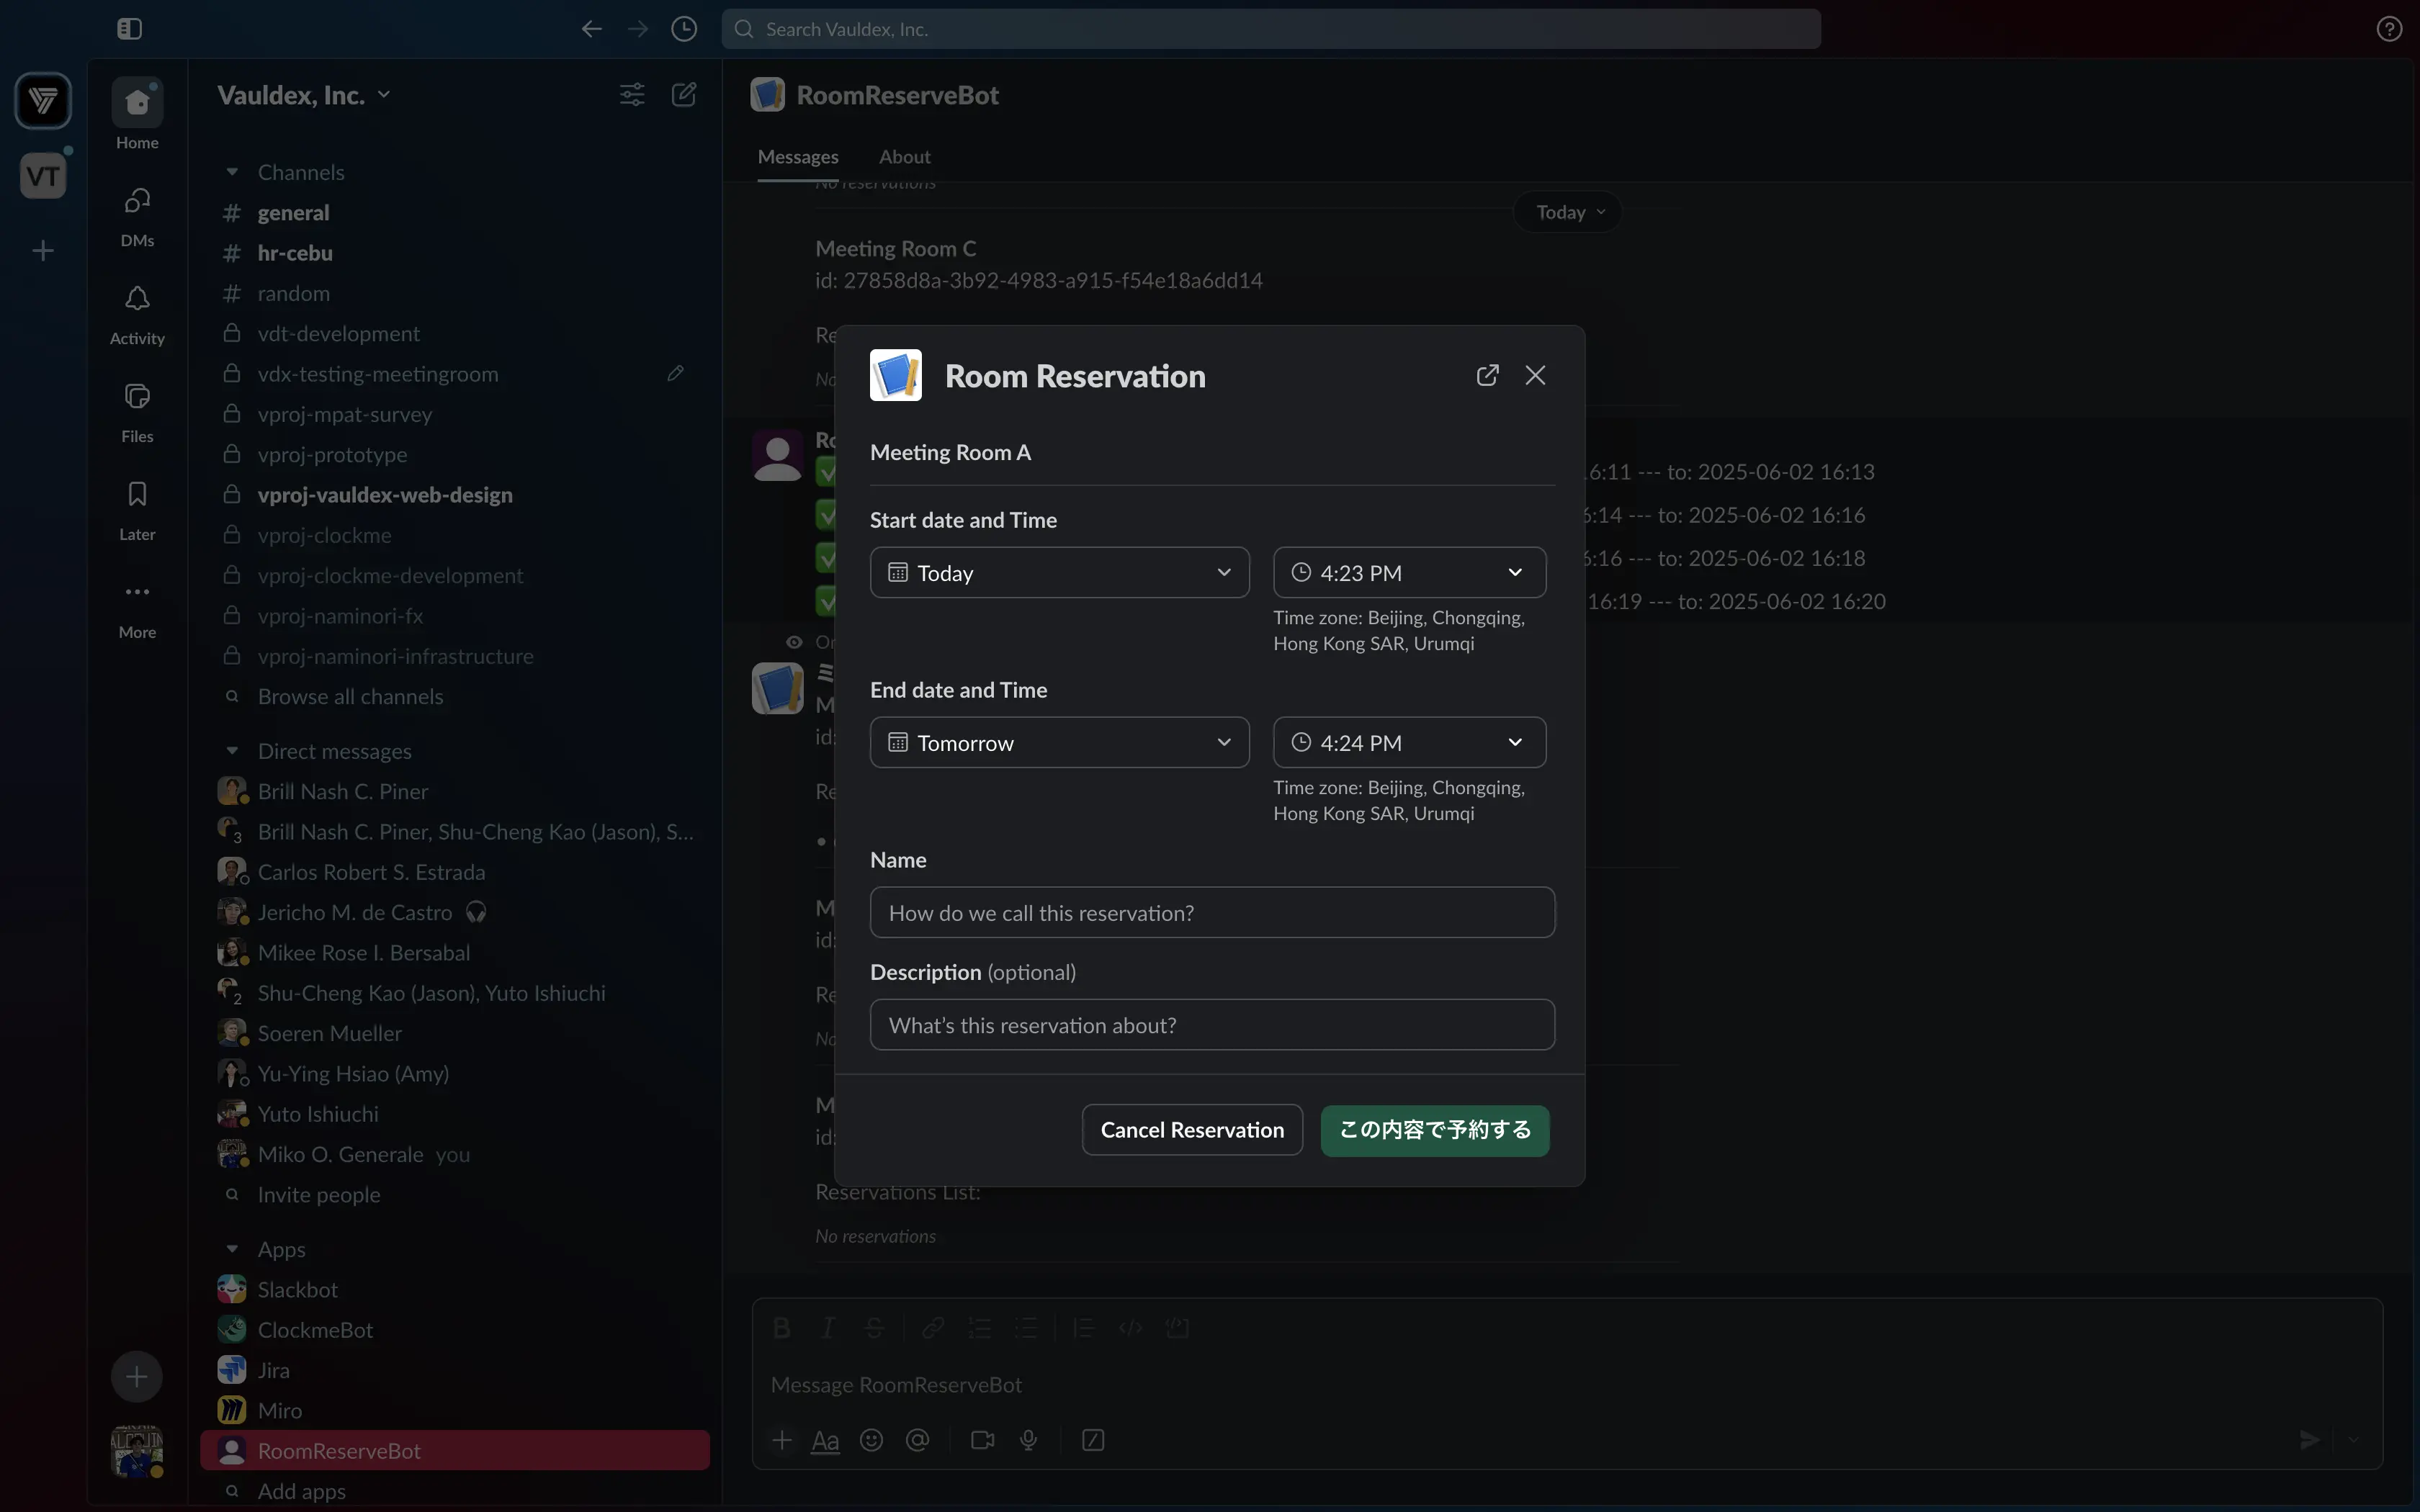 Search Vauldex, Inc.
VT
Home
DMs
Activity
Files
Later
More
Vauldex, Inc.
Channels
# general
# hr-cebu
# random
vdt-development
vdx-testing-meetingroom
vproj-mpat-survey
vproj-prototype
vproj-vauldex-web-design
vproj-clockme
vproj-clockme-development
vproj-naminori-fx
vproj-naminori-infrastructure
Browse all channels
Direct messages
Brill Nash C. Piner
3 Brill Nash C. Piner, Shu-Cheng Kao (Jason), S...
Carlos Robert S. Estrada
Jericho M. de Castro
Mikee Rose I. Bersabal
2 Shu-Cheng Kao (Jason), Yuto Ishiuchi
Soeren Mueller
Yu-Ying Hsiao (Amy)
Yuto Ishiuchi
Miko O. Generale you
Invite people
Apps
Slackbot
ClockmeBot
Jira
Miro
RoomReserveBot
Add apps
RoomReserveBot
Messages
About
No reservations
Today
Meeting Room C
id: 27858d8a-3b92-4983-a915-f54e18a6dd14
6:11 --- to: 2025-06-02 16:13
6:14 --- to: 2025-06-02 16:16
6:16 --- to: 2025-06-02 16:18
16:19 --- to: 2025-06-02 16:20
Room Reservation
Meeting Room A
Start date and Time
Today
4:23 PM
Time zone: Beijing, Chongqing,
Hong Kong SAR, Urumqi
End date and Time
Tomorrow
4:24 PM
Time zone: Beijing, Chongqing,
Hong Kong SAR, Urumqi
Name
How do we call this reservation?
Description (optional)
What's this reservation about?
Cancel Reservation
この内容で予約する
Reservations List:
No reservations
Message RoomReserveBot
Aa